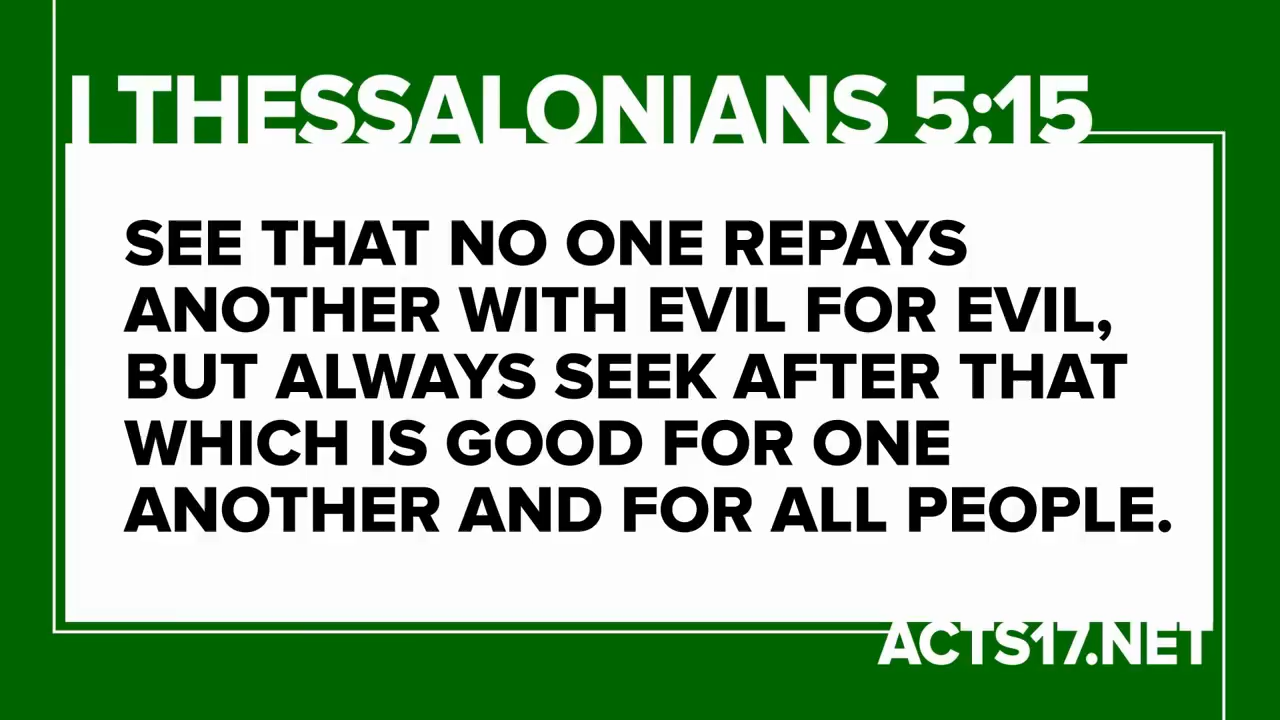 I THESSALONIANS 5:15
SEE THAT NO ONE REPAYS
ANOTHER WITH EVIL FOR EVIL,
BUT ALWAYS SEEK AFTER THAT
WHICH IS GOOD FOR ONE
ANOTHER AND FOR ALL PEOPLE.
ACTS17.NET